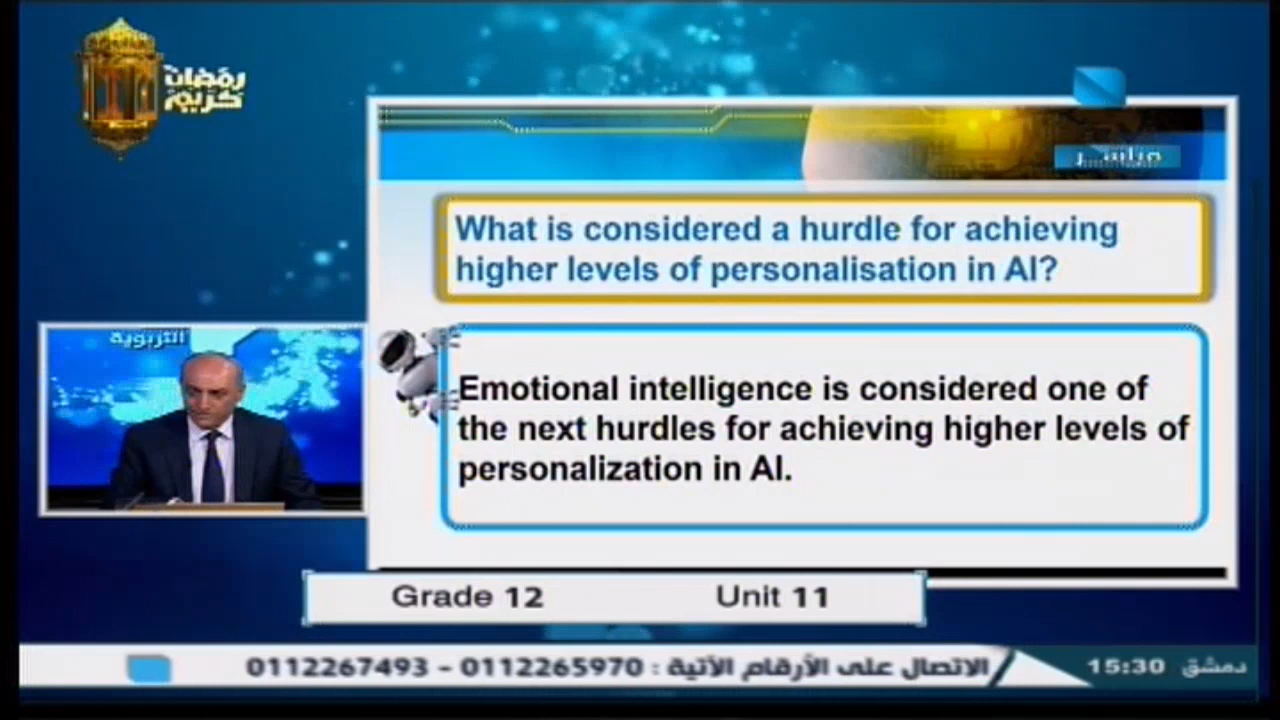 رمضان
كريم
مباشر
What is considered a hurdle for achieving
higher levels of personalisation in AI?
التربوية
Emotional intelligence is considered one of
the next hurdles for achieving higher levels of
personalization in AI.
Grade 12 Unit 11
الاتصال على الأرقام الآتية : 0112265970 - 0112267493
دمشق 15:30